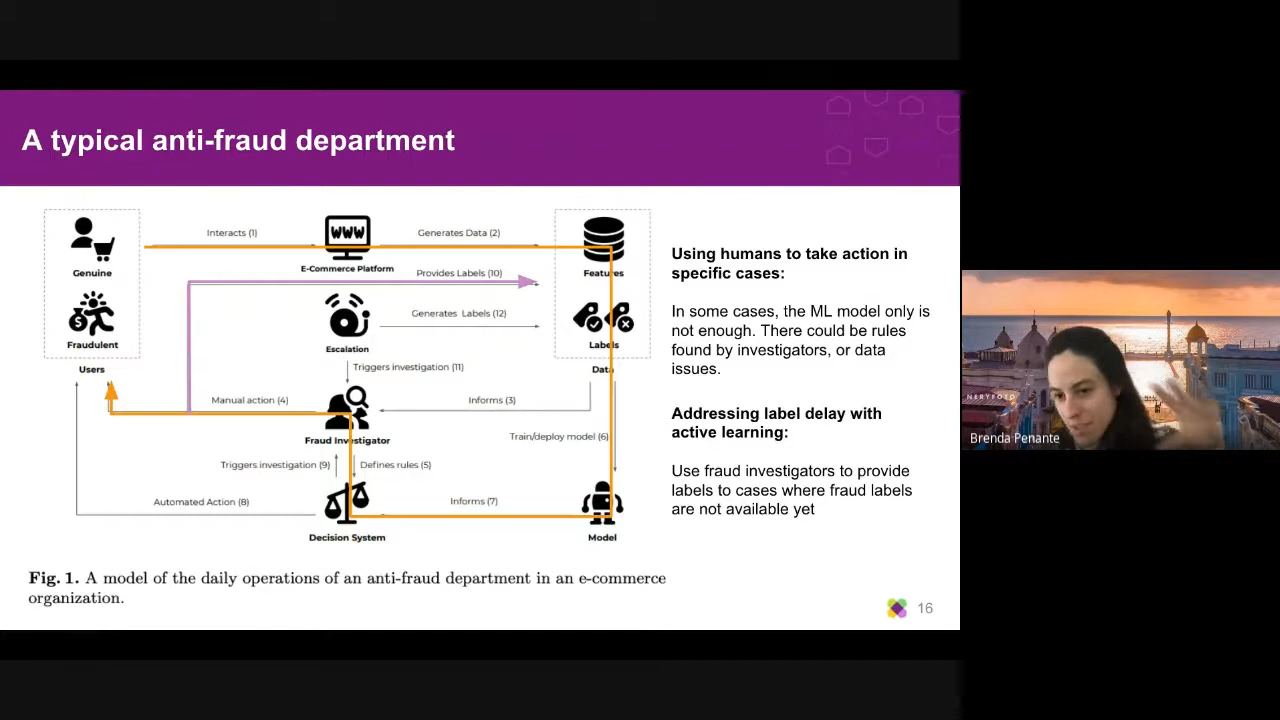 A typical anti-fraud department
Interacts (1)
WWW
Generates Data (2)
Genuine
E-Commerce Platform
Features
Provides Labels (10)
Generates Labels (12)
$
Fraudulent
Escalation
Labels
Users
Data
Triggers investigation (11)
Manual action (4)
Informs (3)
Fraud Investigator
Train/deploy model (6)
Triggers investigation (9)
Defines rules (5)
Automated Action (8)
Informs (7)
Decision System
Model
Fig. 1. A model of the daily operations of an anti-fraud department in an e-commerce
organization.
Using humans to take action in
specific cases:
In some cases, the ML model only is
not enough. There could be rules
found by investigators, or data
issues.
Addressing label delay with
active learning:
Use fraud investigators to provide
labels to cases where fraud labels
are not available yet
16
NERYFOTO
Brenda Penante